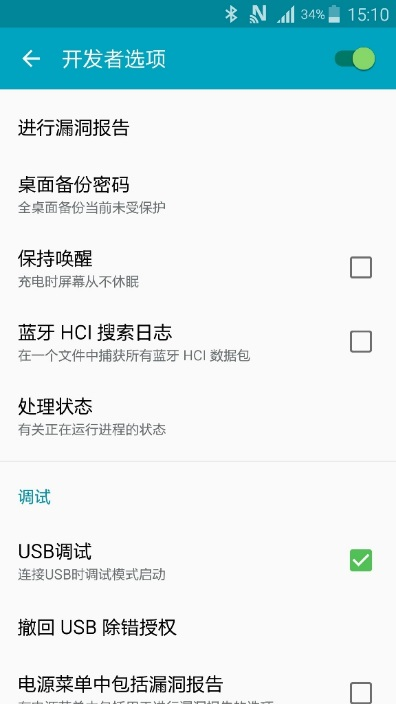 34% 15:10
开发者选项
进行漏洞报告
桌面备份密码
全桌面备份当前未受保护
保持唤醒
充电时屏幕从不休眠
蓝牙 HCI 搜索日志
在一个文件中捕获所有蓝牙 HCI 数据包
处理状态
有关正在运行进程的状态
调试
USB调试
连接USB时调试模式启动
撤回 USB 除错授权
电源菜单中包括漏洞报告